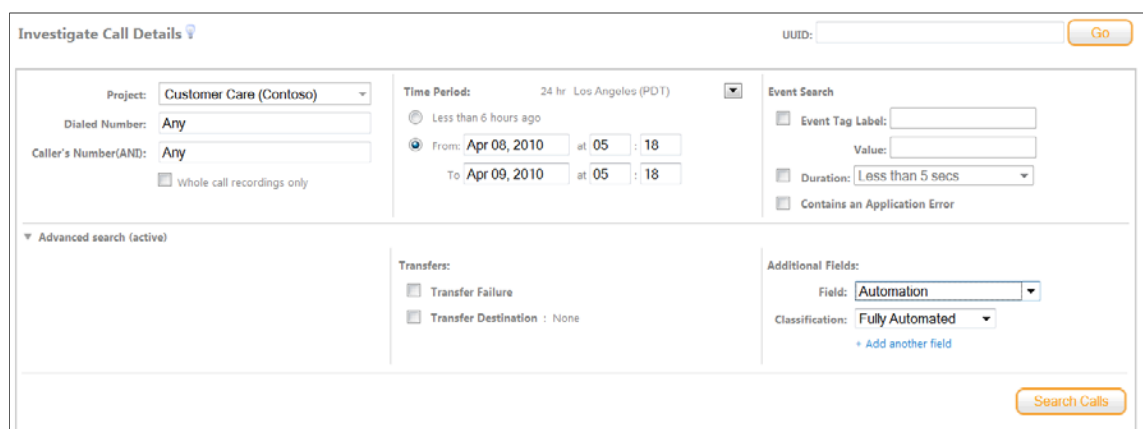 Investigate Call Details
UUID:
Go
Project: Customer Care (Contoso)
Dialed Number: Any
Caller's Number(ANI): Any
Whole call recordings only
Time Period: 24 hr Los Angeles (PDT)
Less than 6 hours ago
From: Apr 08, 2010 at 05 : 18
To Apr 09, 2010 at 05 : 18
Event Search
Event Tag Label:
Value:
Duration: Less than 5 secs
Contains an Application Error
Advanced search (active)
Transfers:
Transfer Failure
Transfer Destination : None
Additional Fields:
Field: Automation
Classification: Fully Automated
+ Add another field
Search Calls